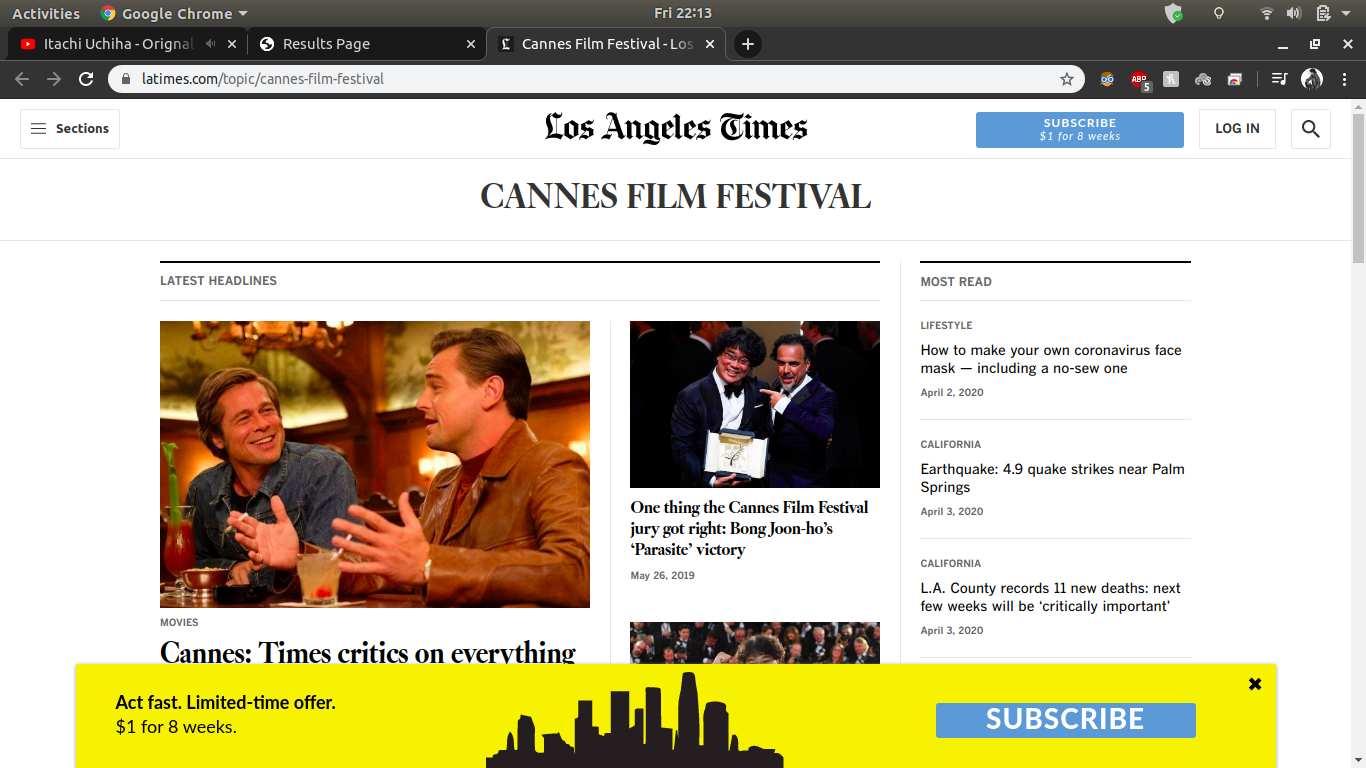 Activities Google Chrome Fri 22:13
Itachi Uchiha - Orignal Results Page Cannes Film Festival - Los
latimes.com/topic/cannes-film-festival ABP 5
Sections Los Angeles Times SUBSCRIBE LOG IN
$1 for 8 weeks
CANNES FILM FESTIVAL
LATEST HEADLINES
MOVIES
Cannes: Times critics on everything
One thing the Cannes Film Festival
jury got right: Bong Joon-ho's
‘Parasite’ victory
May 26, 2019
MOST READ
LIFESTYLE
How to make your own coronavirus face
mask — including a no-sew one
April 2, 2020
CALIFORNIA
Earthquake: 4.9 quake strikes near Palm
Springs
April 3, 2020
CALIFORNIA
L.A. County records 11 new deaths: next
few weeks will be ‘critically important’
April 3, 2020
Act fast. Limited-time offer.
$1 for 8 weeks.
SUBSCRIBE